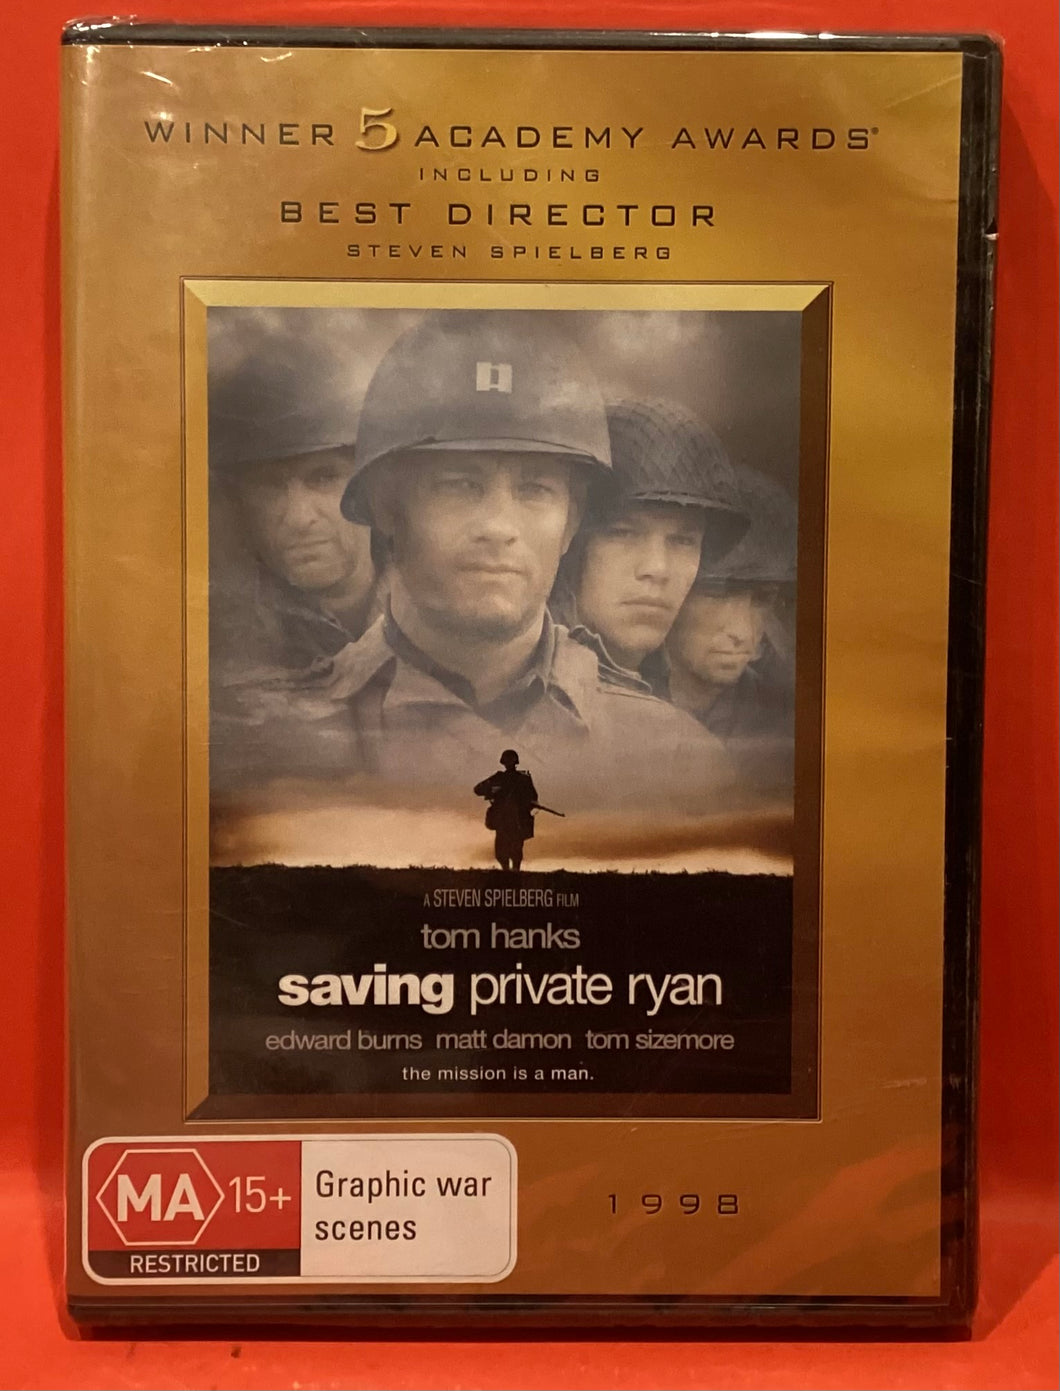 WINNER 5 ACADEMY AWARDS®
INCLUDING
BEST DIRECTOR
STEVEN SPIELBERG
A STEVEN SPIELBERG FILM
tom hanks
saving private ryan
edward burns matt damon tom sizemore
the mission is a man.
MA 15+
RESTRICTED
Graphic war
scenes
1998